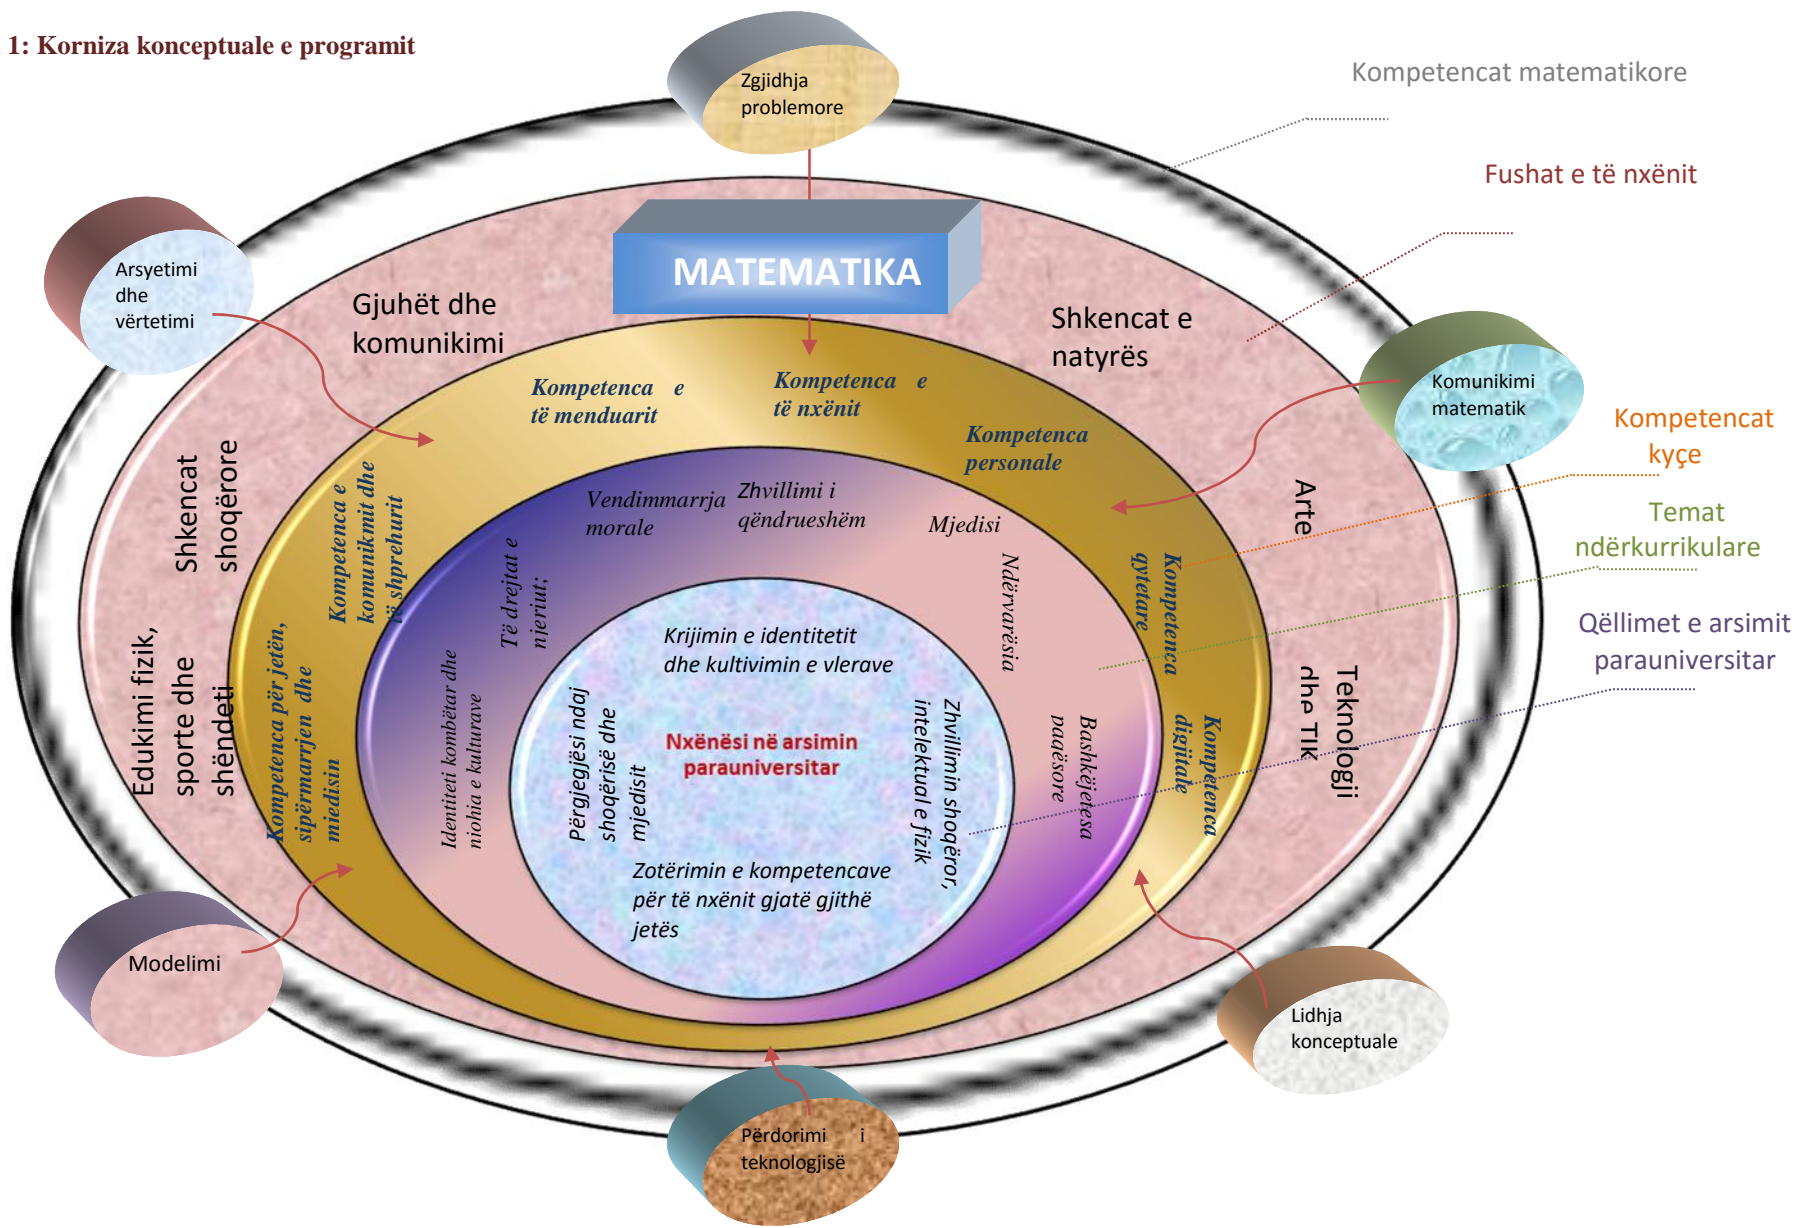 1: Korniza konceptuale e programit
Zgjidhja
problemore
Kompetencat matematikore
Fushat e të nxënit
Arsyetimi
dhe
vërtetimi
MATEMATIKA
Gjuhët dhe
komunikimi
Shkencat e
natyrës
Komunikimi
matematik
Kompetenca e
të menduarit
Kompetenca e
të nxënit
Kompetenca
personale
Kompetencat
kyçe
Shkencat
shoqërore
Arte
Temat
ndërkurrikulare
Kompetenca e
komunikmit dhe
të shprehurit
Vendimmarrja
morale
Zhvillimi i
qëndrueshëm
Mjedisi
Ndërvarësia
Kompetenca
qytetare
Të drejtat e
njeriut;
Qëllimet e arsimit
parauniversitar
Krijimin e identitetit
dhe kultivimin e vlerave
Edukimi fizik,
sporte dhe
shëndeti
Kompetenca për jetën,
sipërmarrjen dhe
mjedisin
Identiteti kombëtar dhe
njohja e kulturave
Përgjegjësi ndaj
shoqërisë dhe
mjedisit
Nxënësi në arsimin
parauniversitar
Zhvillimin shoqëror,
intelektual e fizik
Bashkëjetesa
paqësore
Kompetenca
digjitale
Teknologji
dhe TIK
Zotërimin e kompetencave
për të nxënit gjatë gjithë
jetës
Modelimi
Lidhja
konceptuale
Përdorimi i
teknologjisë